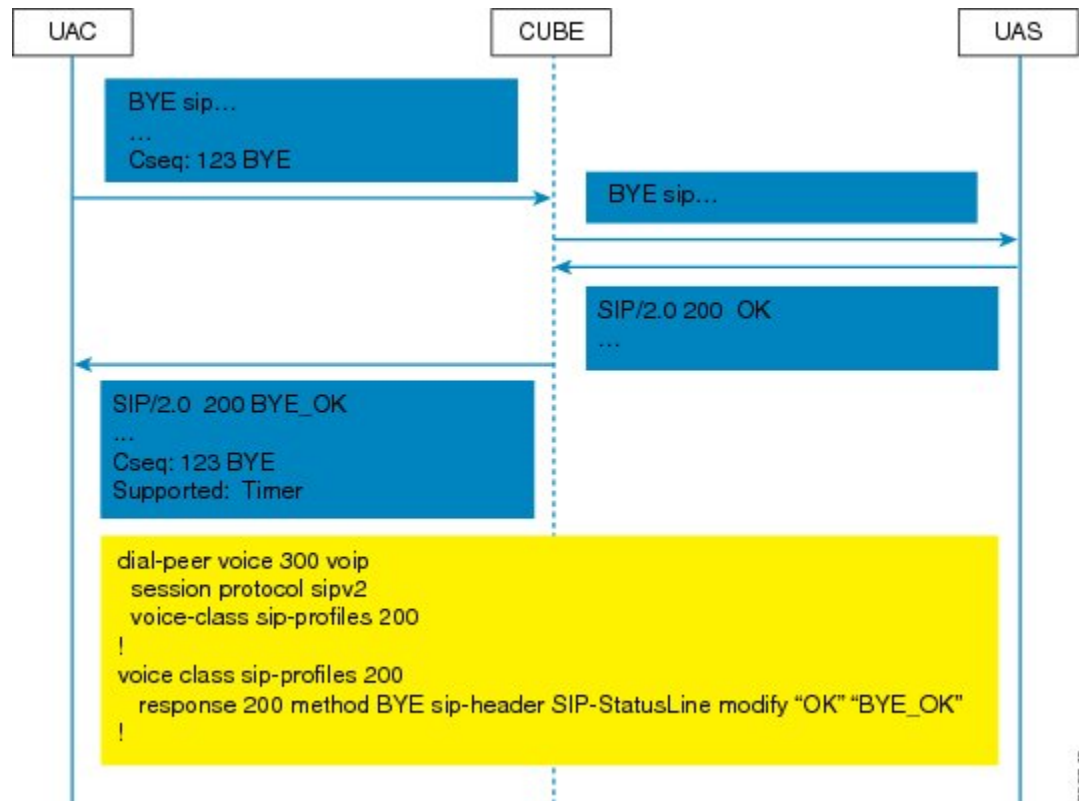 UAC
CUBE
UAS
BYE sip...
...
Cseq: 123 BYE
BYE sip...
SIP/2.0 200 OK
...
SIP/2.0 200 BYE_OK
...
Cseq: 123 BYE
Supported: Timer
dial-peer voice 300 voip
session protocol sipv2
voice-class sip-profiles 200
!
voice class sip-profiles 200
response 200 method BYE sip-header SIP-StatusLine modify “OK” “BYE_OK”
!